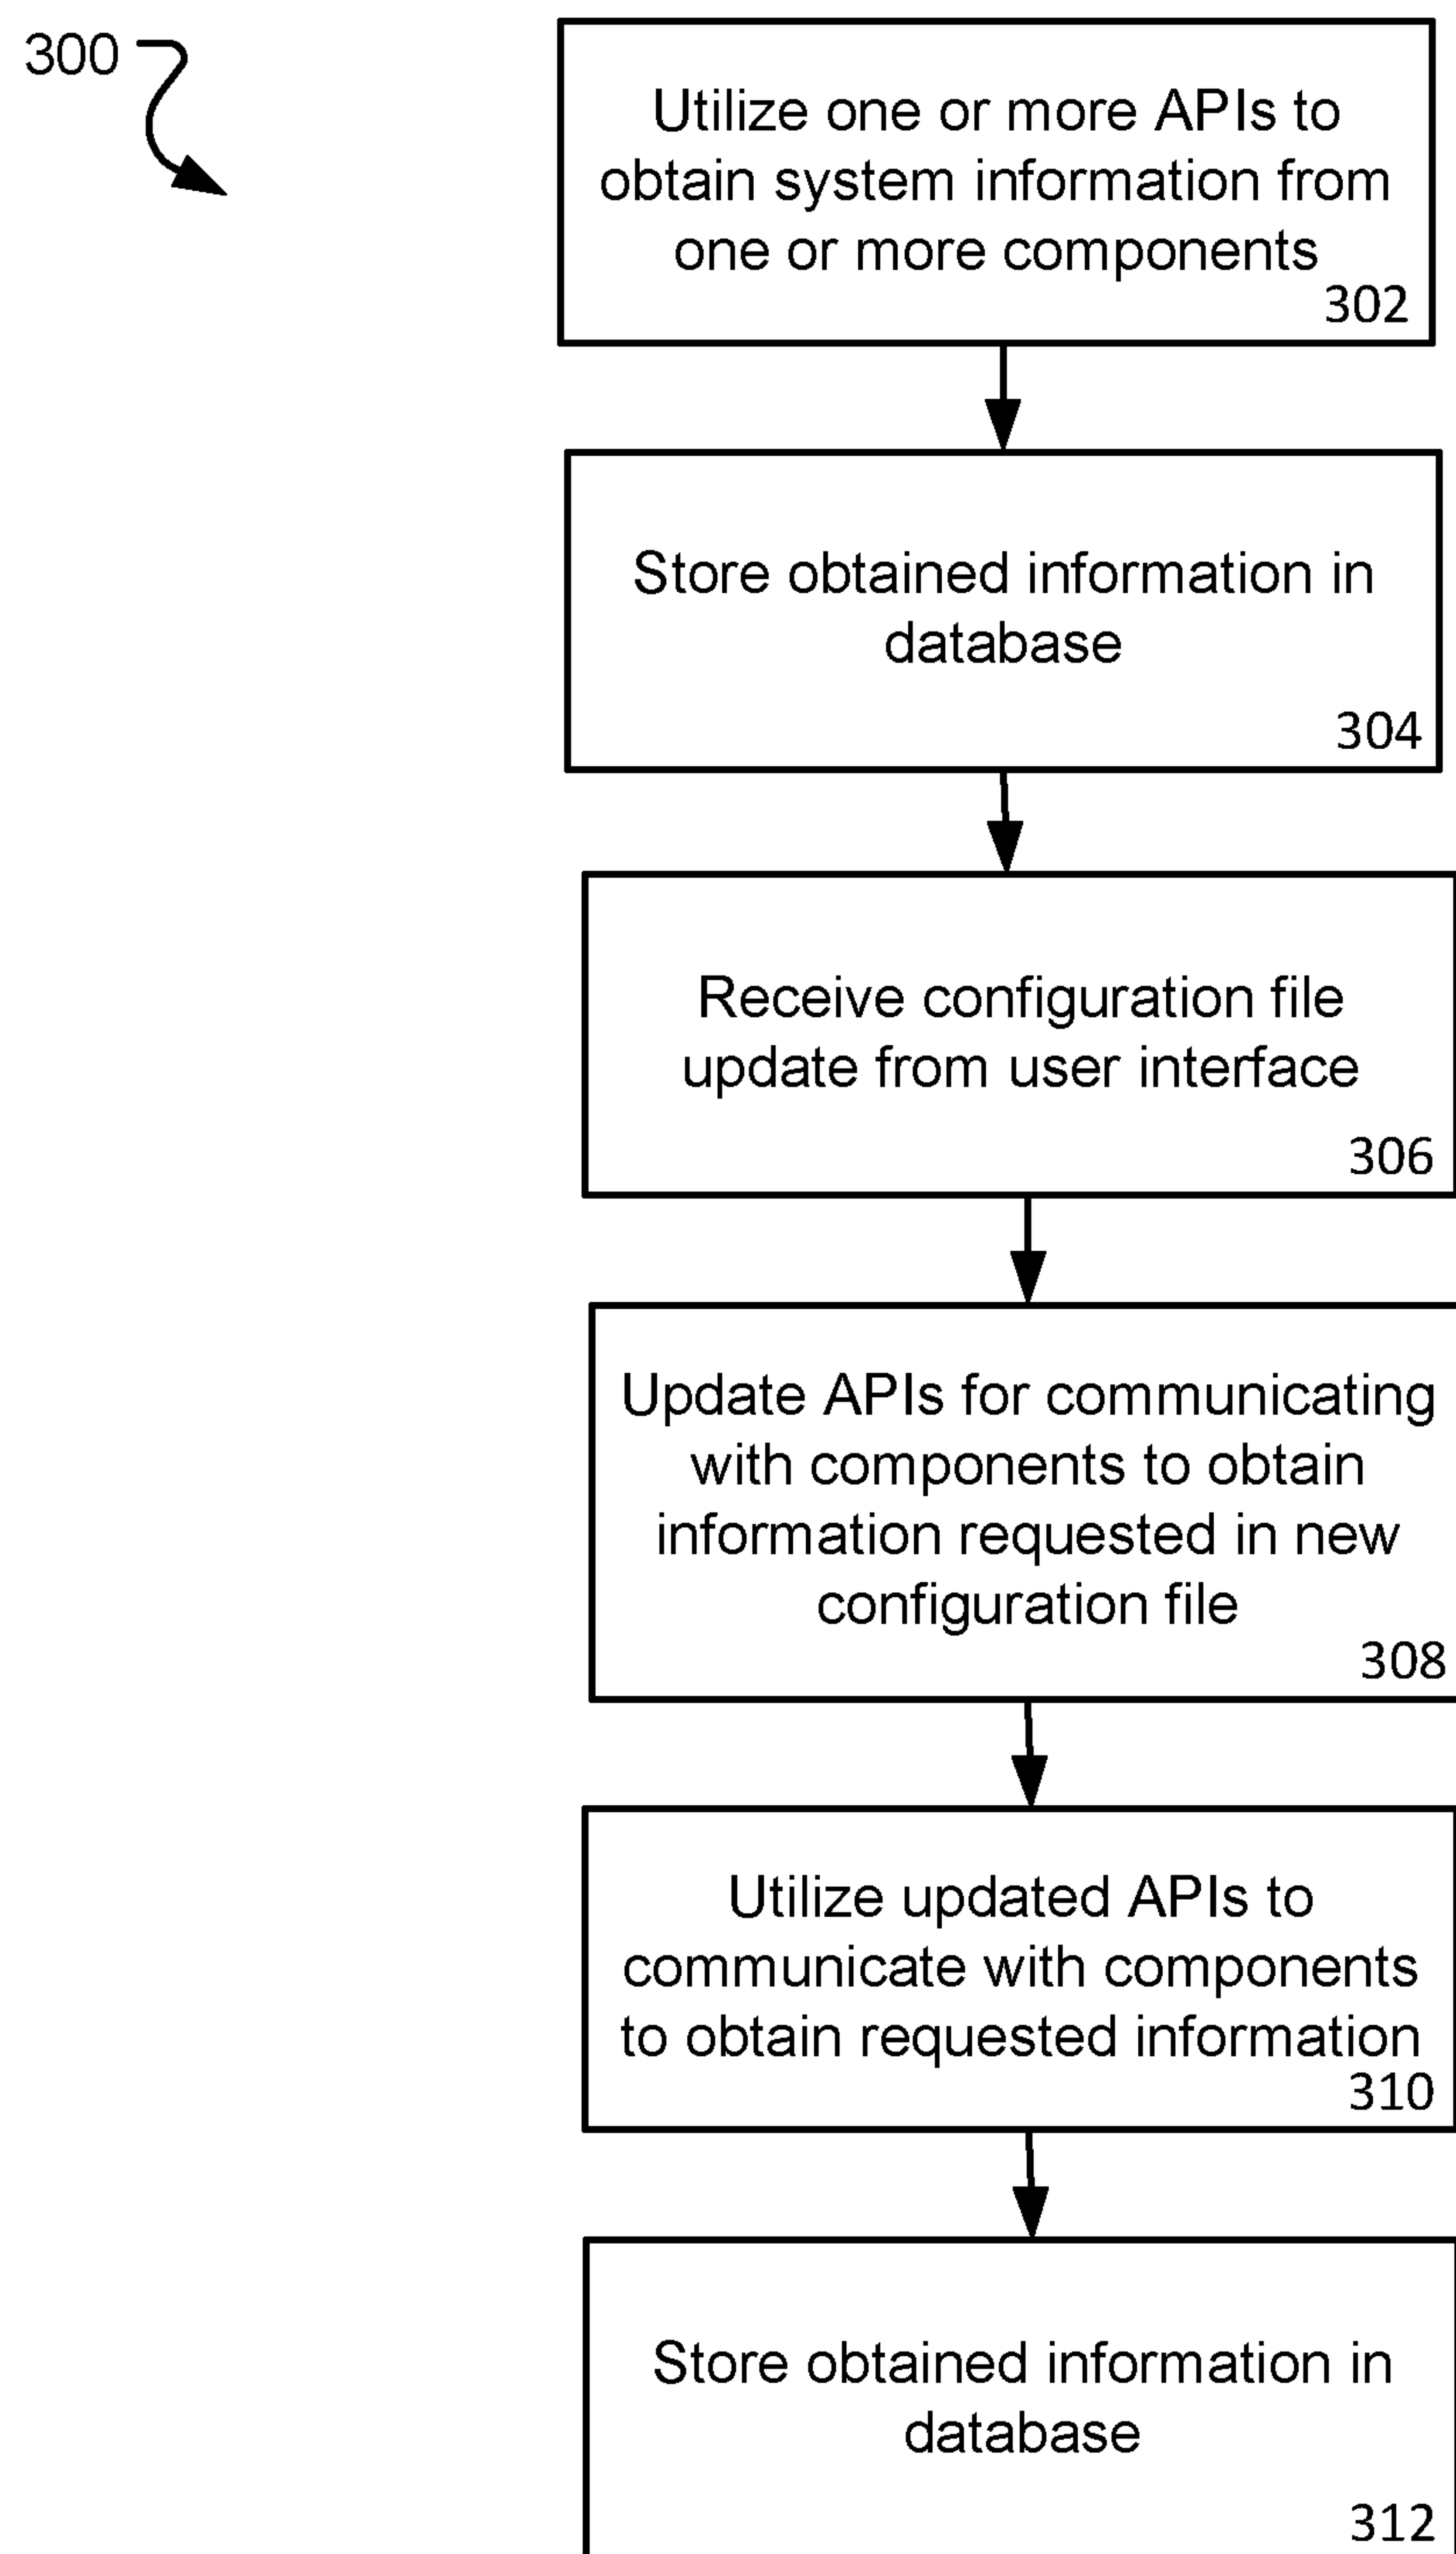 300
Utilize one or more APIs to
obtain system information from
one or more components
302
Store obtained information in
database
304
Receive configuration file
update from user interface
306
Update APIs for communicating
with components to obtain
information requested in new
configuration file
308
Utilize updated APIs to
communicate with components
to obtain requested information
310
Store obtained information in
database
312